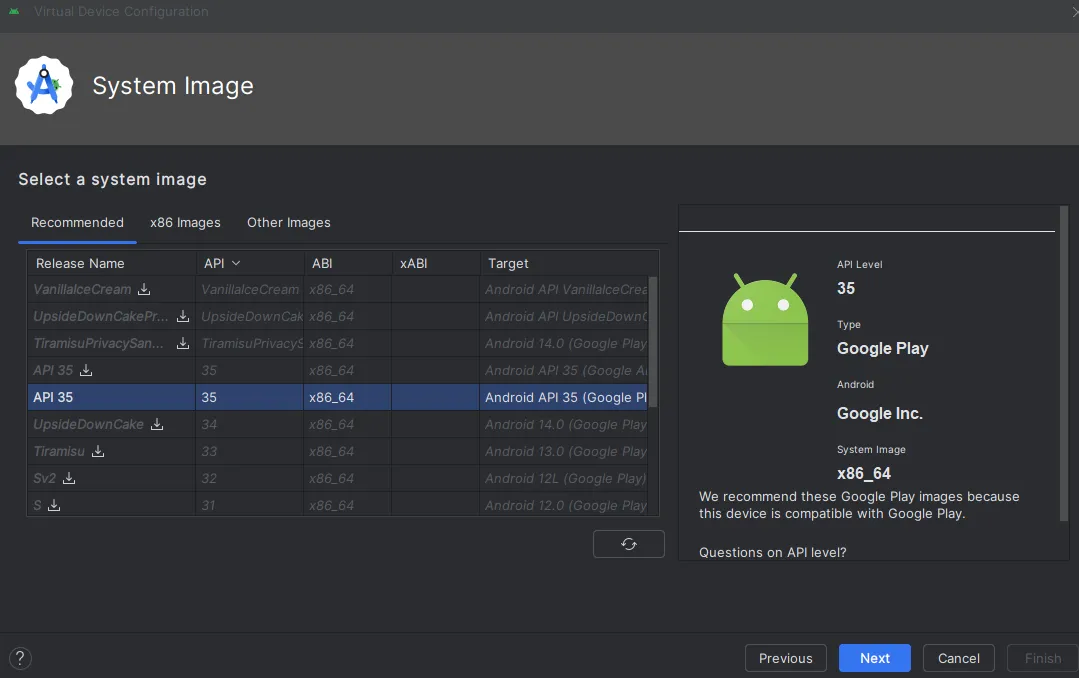 Virtual Device Configuration
System Image
Select a system image
Recommended x86 Images Other Images
Release Name API ABI xABI Target
VanillaIceCream VanillaIceCream x86_64 Android API VanillaIceCrea
UpsideDownCakePr... UpsideDownCak x86_64 Android API UpsideDownC
TiramisuPrivacySan... TiramisuPrivacyS x86_64 Android 14.0 (Google Play
API 35 35 x86_64 Android API 35 (Google A
API 35 35 x86_64 Android API 35 (Google Pl
UpsideDownCake 34 x86_64 Android 14.0 (Google Play
Tiramisu 33 x86_64 Android 13.0 (Google Play
Sv2 32 x86_64 Android 12L (Google Play)
S 31 x86_64 Android 12.0 (Google Play
API Level
35
Type
Google Play
Android
Google Inc.
System Image
x86_64
We recommend these Google Play images because
this device is compatible with Google Play.
Questions on API level?
?
Previous Next Cancel Finish